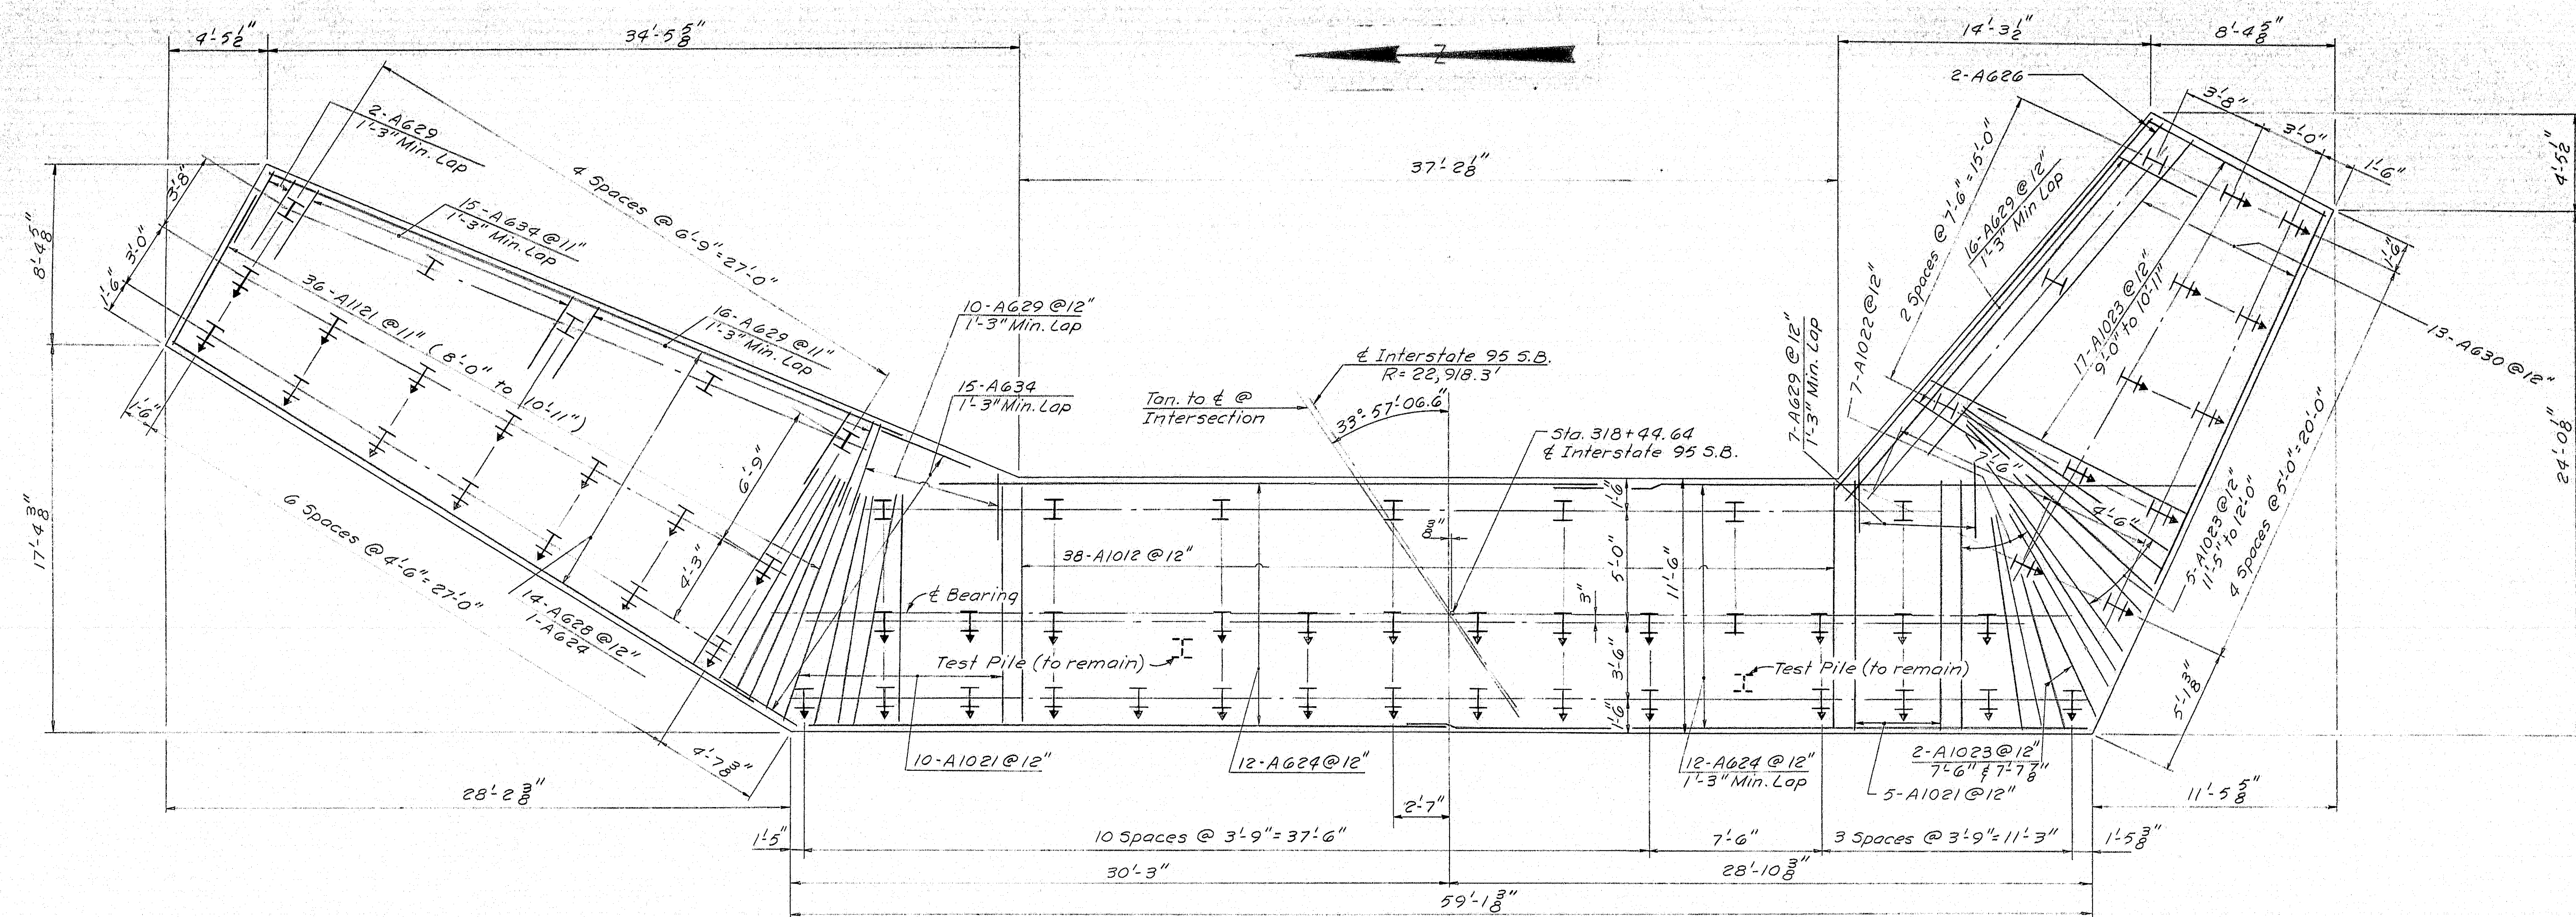 4'-5½"
34'-5⅝"
Z
14'-3½"
8'-4⅝"
2-A626
3'-8"
3'-0"
1'-6"
4'-5½"
2-A629
1'-3" Min. Lap
4 Spaces @ 6'-9" = 27'-0"
37'-2⅛"
2 Spaces @ 7'-6" = 15'-0"
16-A629 @ 12"
1'-3" Min Lap
3'-8"
3'-0"
1'-6"
8'-4⅝"
15-A634 @ 11"
1'-3" Min. Lap
36-A1121 @ 11" (8'-0" to 10'-11")
16-A629 @ 11"
1'-3" Min. Lap
10-A629 @ 12"
1'-3" Min. Lap
15-A634
1'-3" Min. Lap
1'-6"
17-A1023 @ 12"
9'-0" to 10'-11"
13-A630 @ 12"
24'-0⅛"
℄ Interstate 95 S.B.
R = 22,918.3'
Tan. to ℄ @
Intersection
33°-57'-06.6"
Sta. 318+44.64
℄ Interstate 95 S.B.
7-A629 @ 12"
1'-3" Min. Lap
7-A1022 @ 12"
7'-6"
4'-6"
5-A1023 @ 12"
11'-5" to 12'-0"
4 Spaces @ 5'-0" = 20'-0"
1'-6"
17'-4⅜"
6 Spaces @ 4'-6" = 27'-0"
6'-9"
4'-3"
14-A628 @ 12"
1-A624
⅜"
1'-6"
38-A1012 @ 12"
5'-0"
11'-6"
℄ Bearing
3"
Test Pile (to remain)
3'-6"
Test Pile (to remain)
1'-6"
5'-1⅜"
4'-7⅜"
10-A1021 @ 12"
12-A624 @ 12"
12-A624 @ 12"
1'-3" Min. Lap
2-A1023 @ 12"
7'-6" & 7'-7⅞"
5-A1021 @ 12"
28'-2⅜"
2'-7"
11'-5⅝"
1'-5"
10 Spaces @ 3'-9" = 37'-6"
7'-6"
3 Spaces @ 3'-9" = 11'-3"
1'-5⅜"
30'-3"
28'-10⅜"
59'-1⅜"